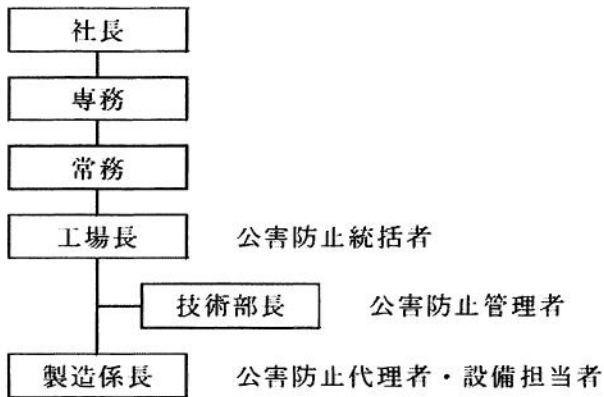 社長
専務
常務
工場長 公害防止統括者
技術部長 公害防止管理者
製造係長 公害防止代理者・設備担当者